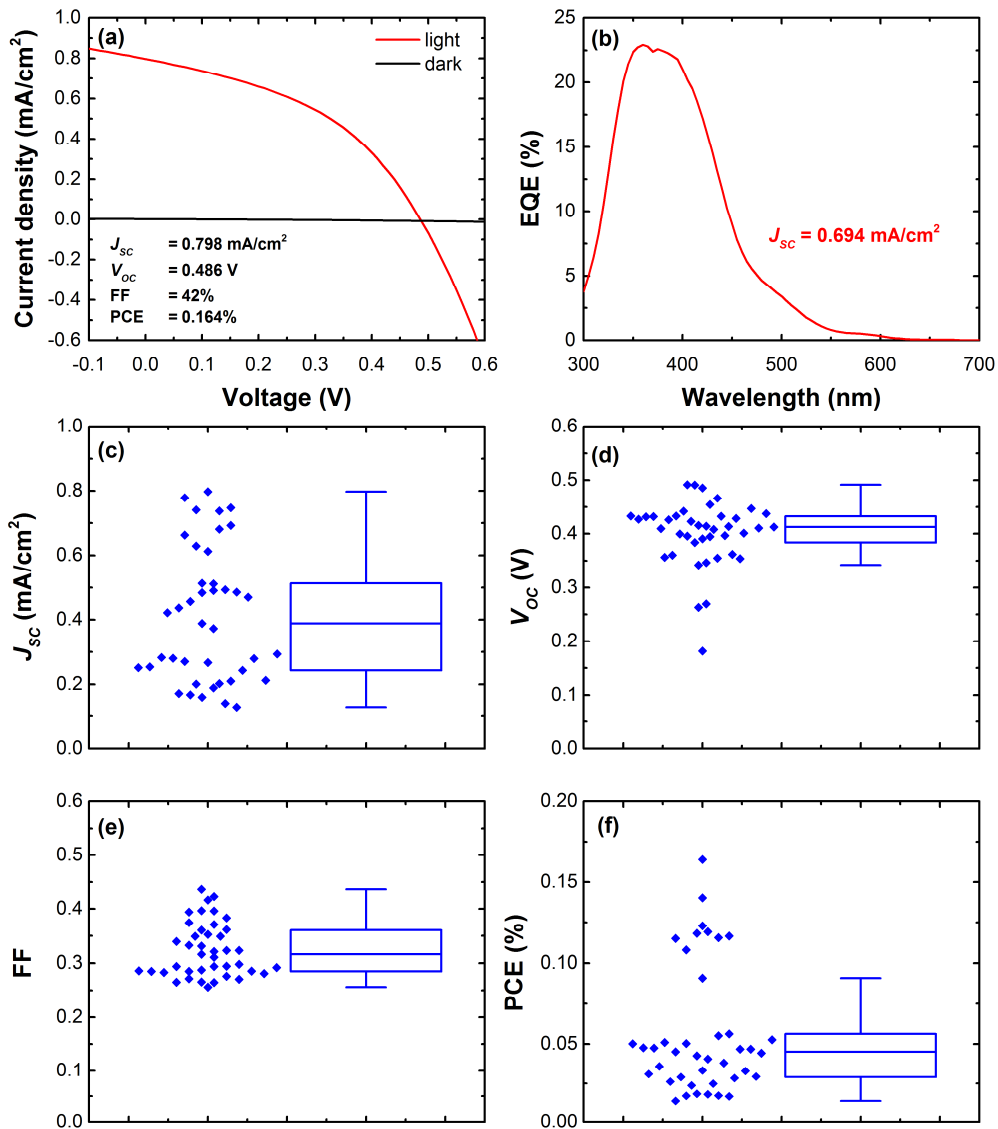 (a)
light
dark
J_SC = 0.798 mA/cm²
V_OC = 0.486 V
FF = 42%
PCE = 0.164%
Current density (mA/cm²)
1.0
0.8
0.6
0.4
0.2
0.0
-0.2
-0.4
-0.6
-0.1 0.0 0.1 0.2 0.3 0.4 0.5 0.6
Voltage (V)
(b)
J_SC = 0.694 mA/cm²
EQE (%)
25
20
15
10
5
0
300 400 500 600 700
Wavelength (nm)
(c)
J_SC (mA/cm²)
1.0
0.8
0.6
0.4
0.2
0.0
(d)
V_OC (V)
0.6
0.5
0.4
0.3
0.2
0.1
0.0
(e)
FF
0.6
0.5
0.4
0.3
0.2
0.1
0.0
(f)
PCE (%)
0.20
0.15
0.10
0.05
0.00